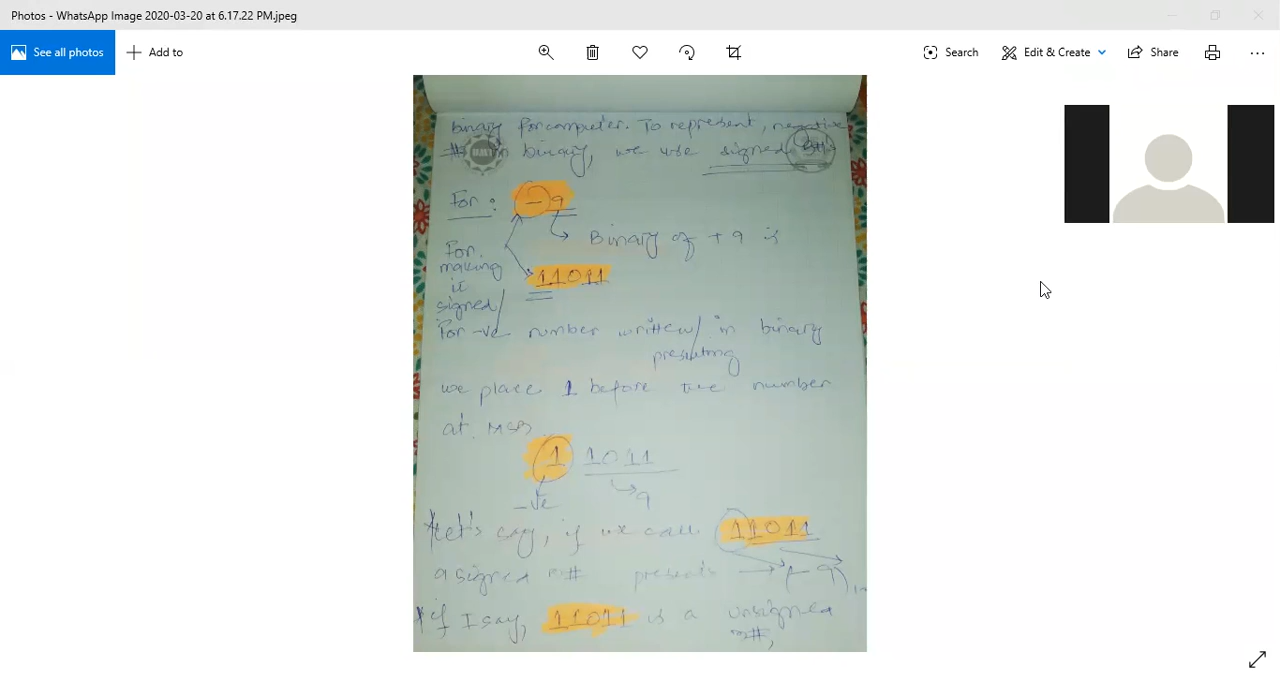 Photos - WhatsApp Image 2020-03-20 at 6.17.22 PM.jpeg
See all photos
Add to
Search
Edit & Create
Share
binary for computer. To represent, negative
in binary, we use signed
For: -9
Binary of +9 is
For making it signed/
11011
For -ve number written/ in binary
presenting
we place 1 before the number
at MSB
1 1011
-ve
9
*let's say, if we call 11011
a signed presents (-9)
*if I say, 11011 is a unsigned